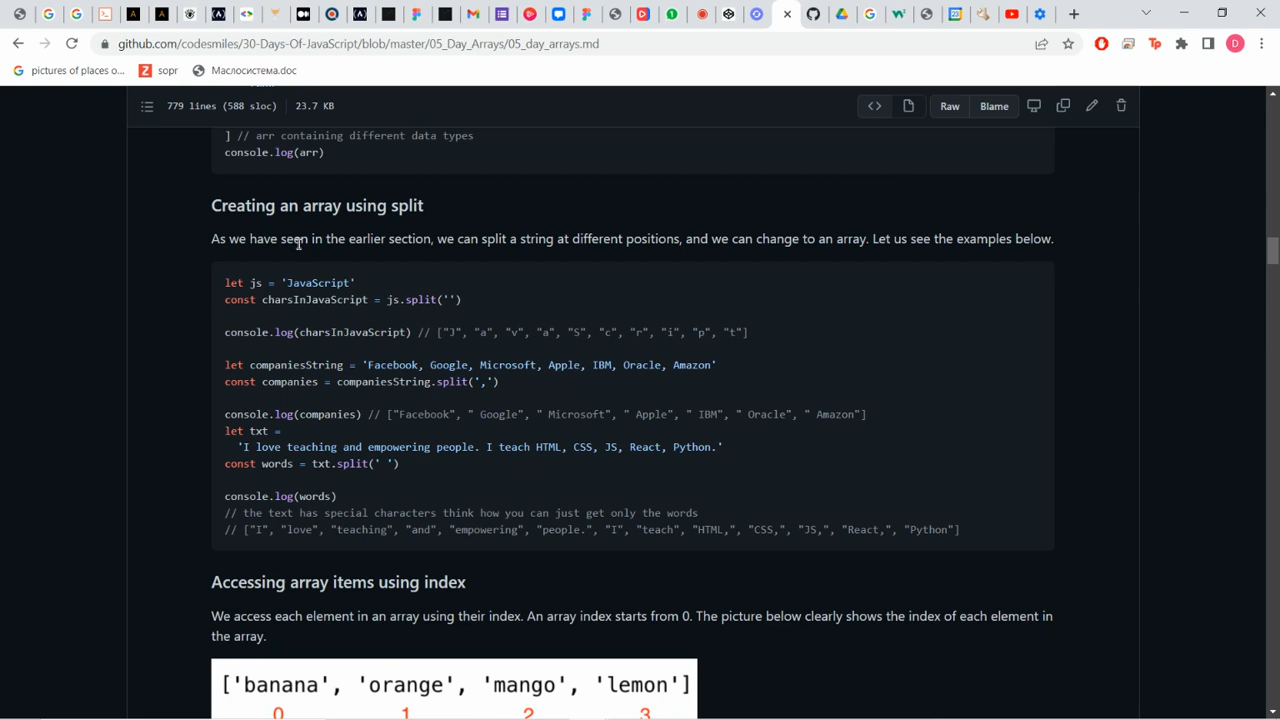 github.com/codesmiles/30-Days-Of-JavaScript/blob/master/05_Day_Arrays/05_day_arrays.md
pictures of places o...
sopr
Маслосистема.doc
779 lines (588 sloc)
23.7 KB
Raw
Blame
] // arr containing different data types
console.log(arr)
Creating an array using split
As we have seen in the earlier section, we can split a string at different positions, and we can change to an array. Let us see the examples below.
let js = 'JavaScript'
const charsInJavaScript = js.split('')
console.log(charsInJavaScript) // ["J", "a", "v", "a", "S", "c", "r", "i", "p", "t"]
let companiesString = 'Facebook, Google, Microsoft, Apple, IBM, Oracle, Amazon'
const companies = companiesString.split(',')
console.log(companies) // ["Facebook", " Google", " Microsoft", " Apple", " IBM", " Oracle", " Amazon"]
let txt =
'I love teaching and empowering people. I teach HTML, CSS, JS, React, Python.'
const words = txt.split(' ')
console.log(words)
// the text has special characters think how you can just get only the words
// ["I", "love", "teaching", "and", "empowering", "people.", "I", "teach", "HTML,", "CSS,", "JS,", "React,", "Python"]
Accessing array items using index
We access each element in an array using their index. An array index starts from 0. The picture below clearly shows the index of each element in
the array.
['banana', 'orange', 'mango', 'lemon']
0 1 2 3